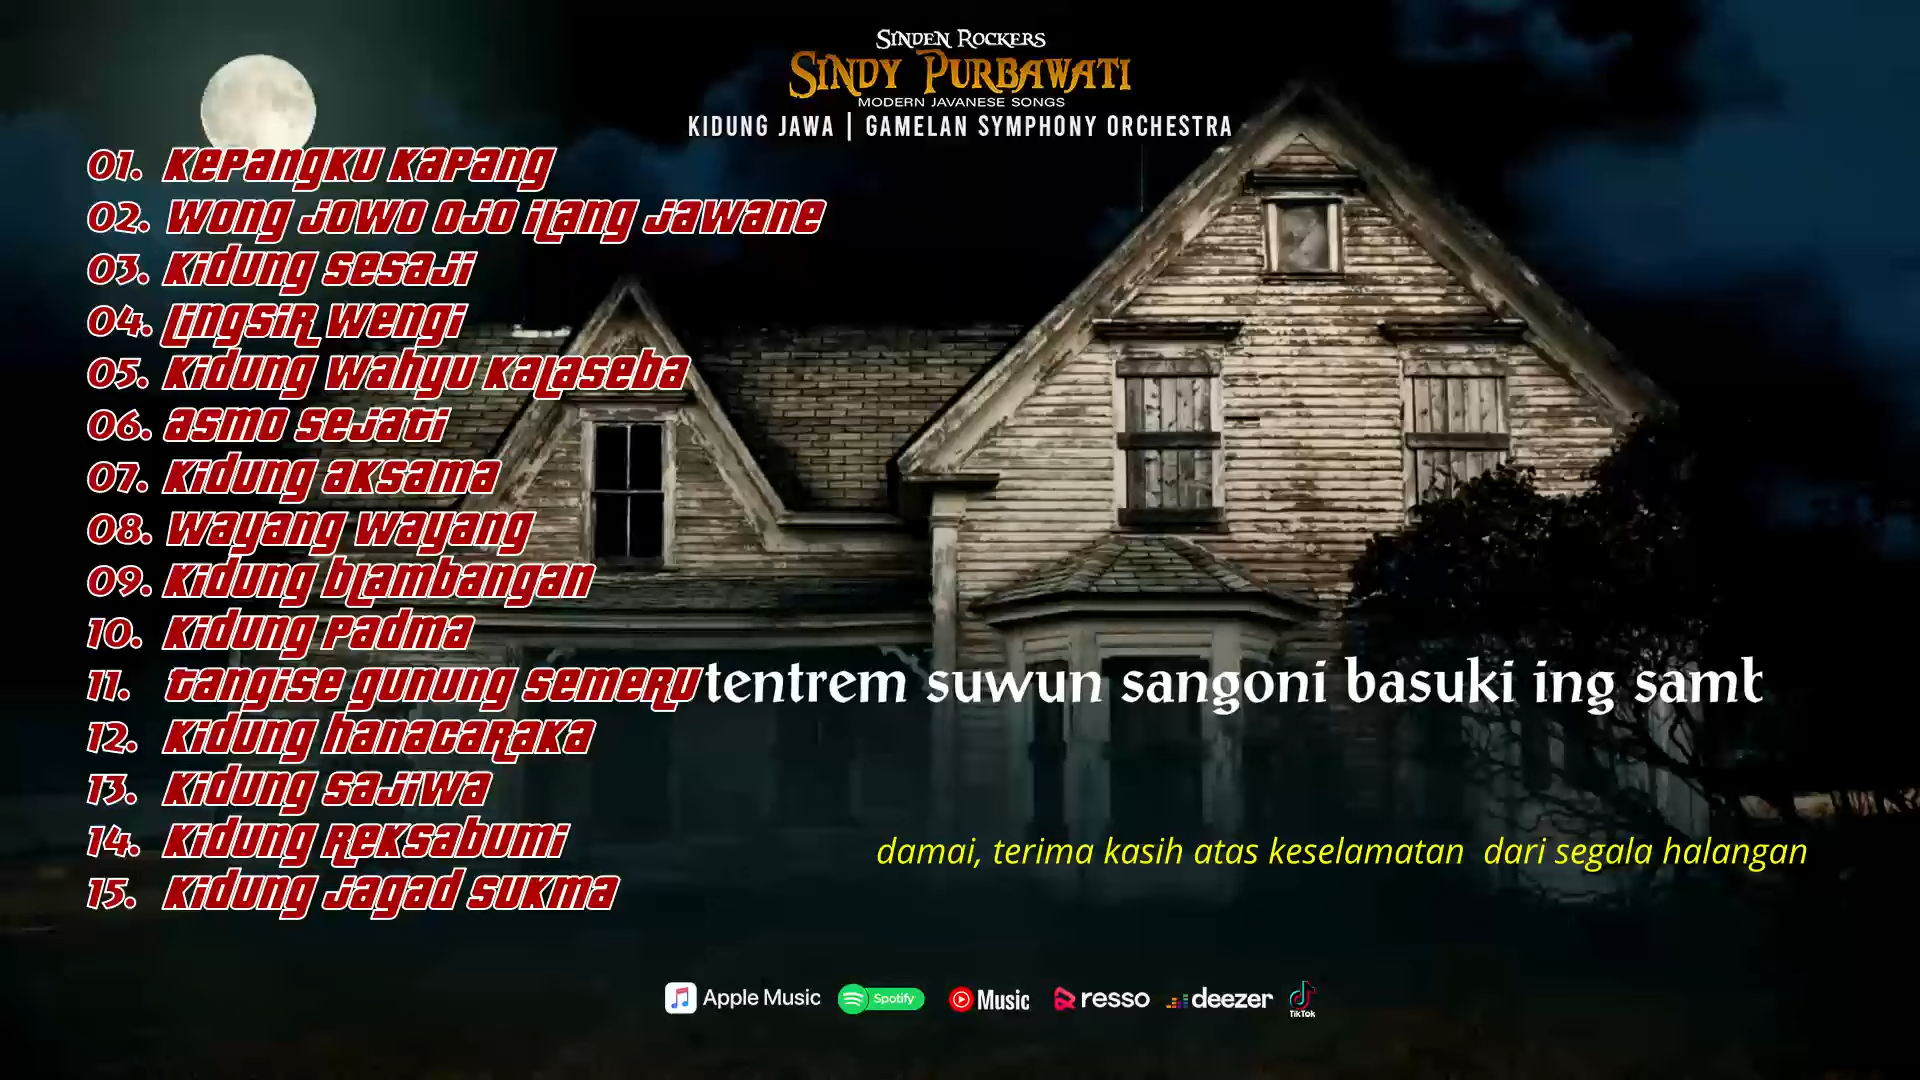 SINDEN ROCKERS
SINDY PURBAWATI
MODERN JAVANESE SONGS
KIDUNG JAWA | GAMELAN SYMPHONY ORCHESTRA
01. KEPANGKU KAPANG
02. WONG JOWO OJO ILANG JAWANE
03. KIDUNG SESAJI
04. LINGSIR WENGI
05. KIDUNG WAHYU KALASEBA
06. ASMO SEJATI
07. KIDUNG AKSAMA
08. WAYANG WAYANG
09. KIDUNG BLAMBANGAN
10. KIDUNG PADMA
11. TANGISE GUNUNG SEMERU
tentrem suwun sangoni basuki ing
12. KIDUNG HANACARAKA
13. KIDUNG SAJIWA
14. KIDUNG REKSABUMI
damai, terima kasih atas keselamatan dari segala halangan
15. KIDUNG JAGAD SUKMA
Apple Music Spotify Music resso deezer TikTok